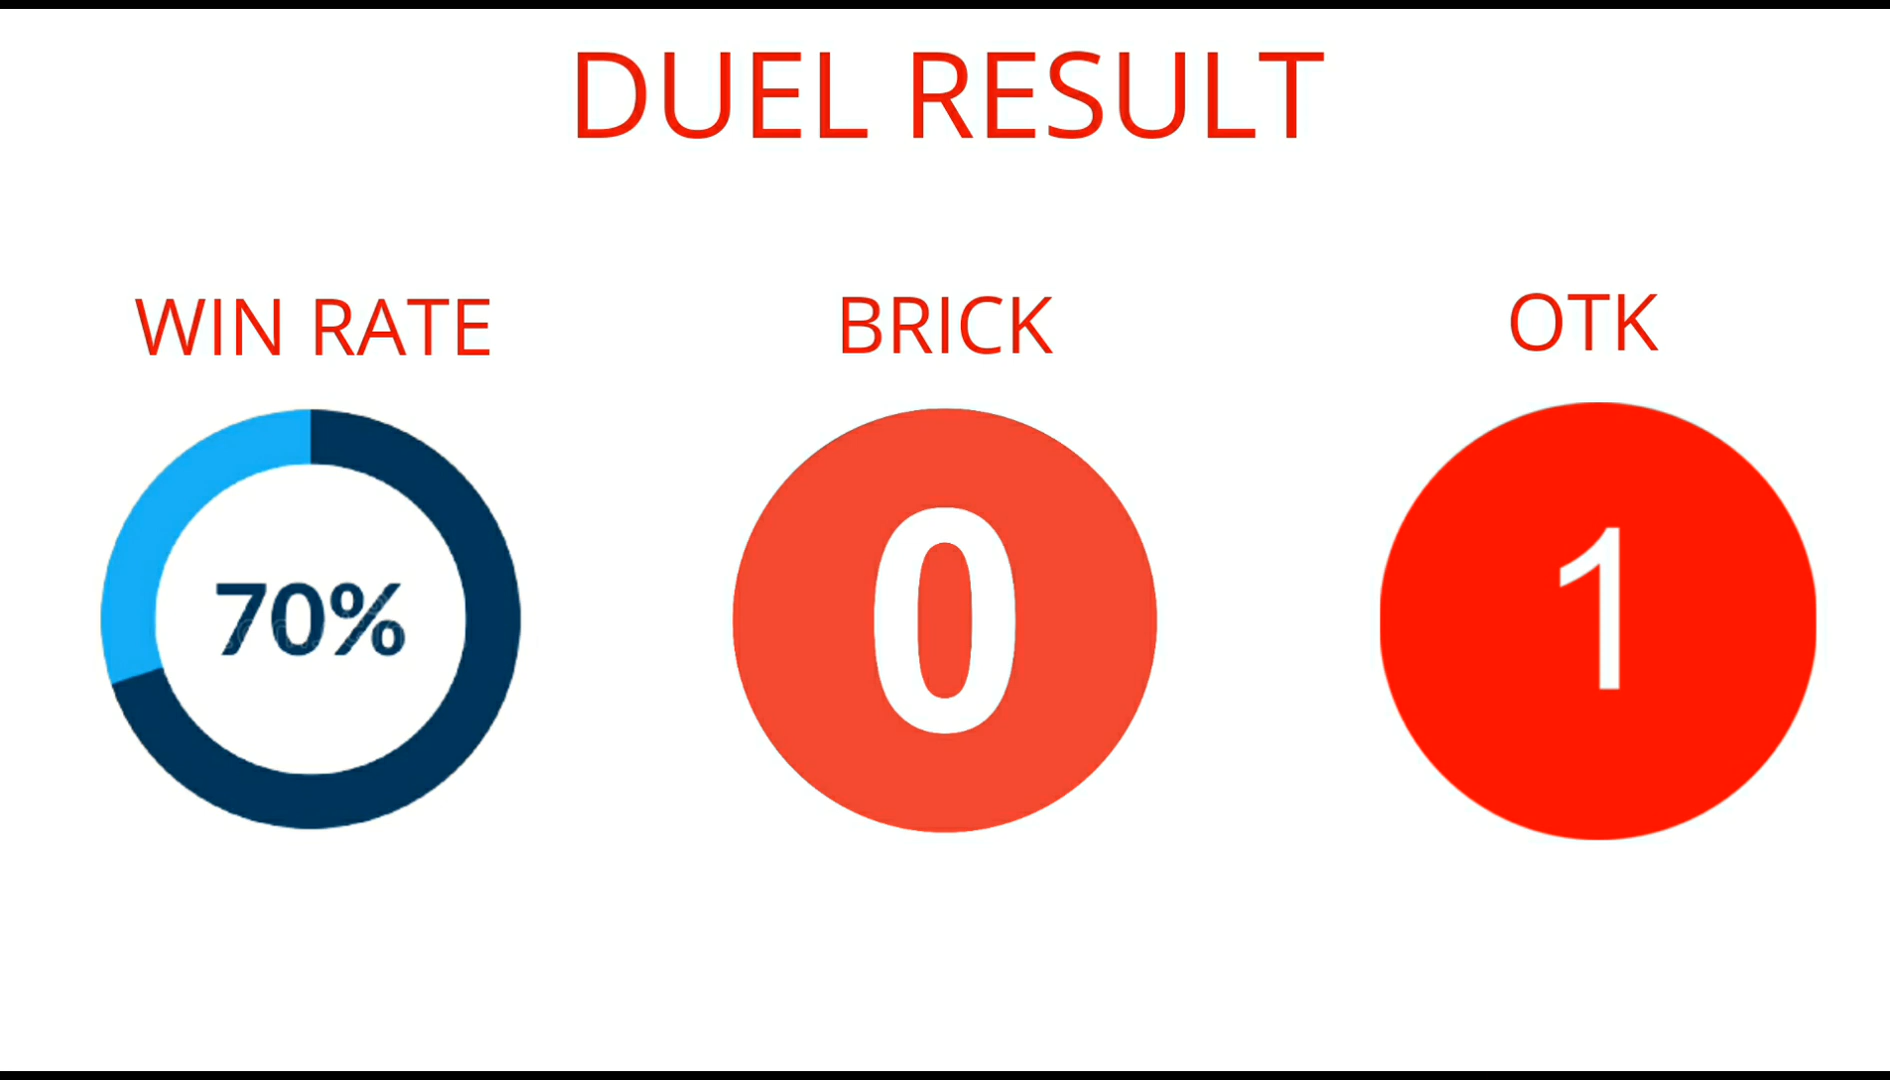 DUEL RESULT
WIN RATE
BRICK
OTK
70%
0
1